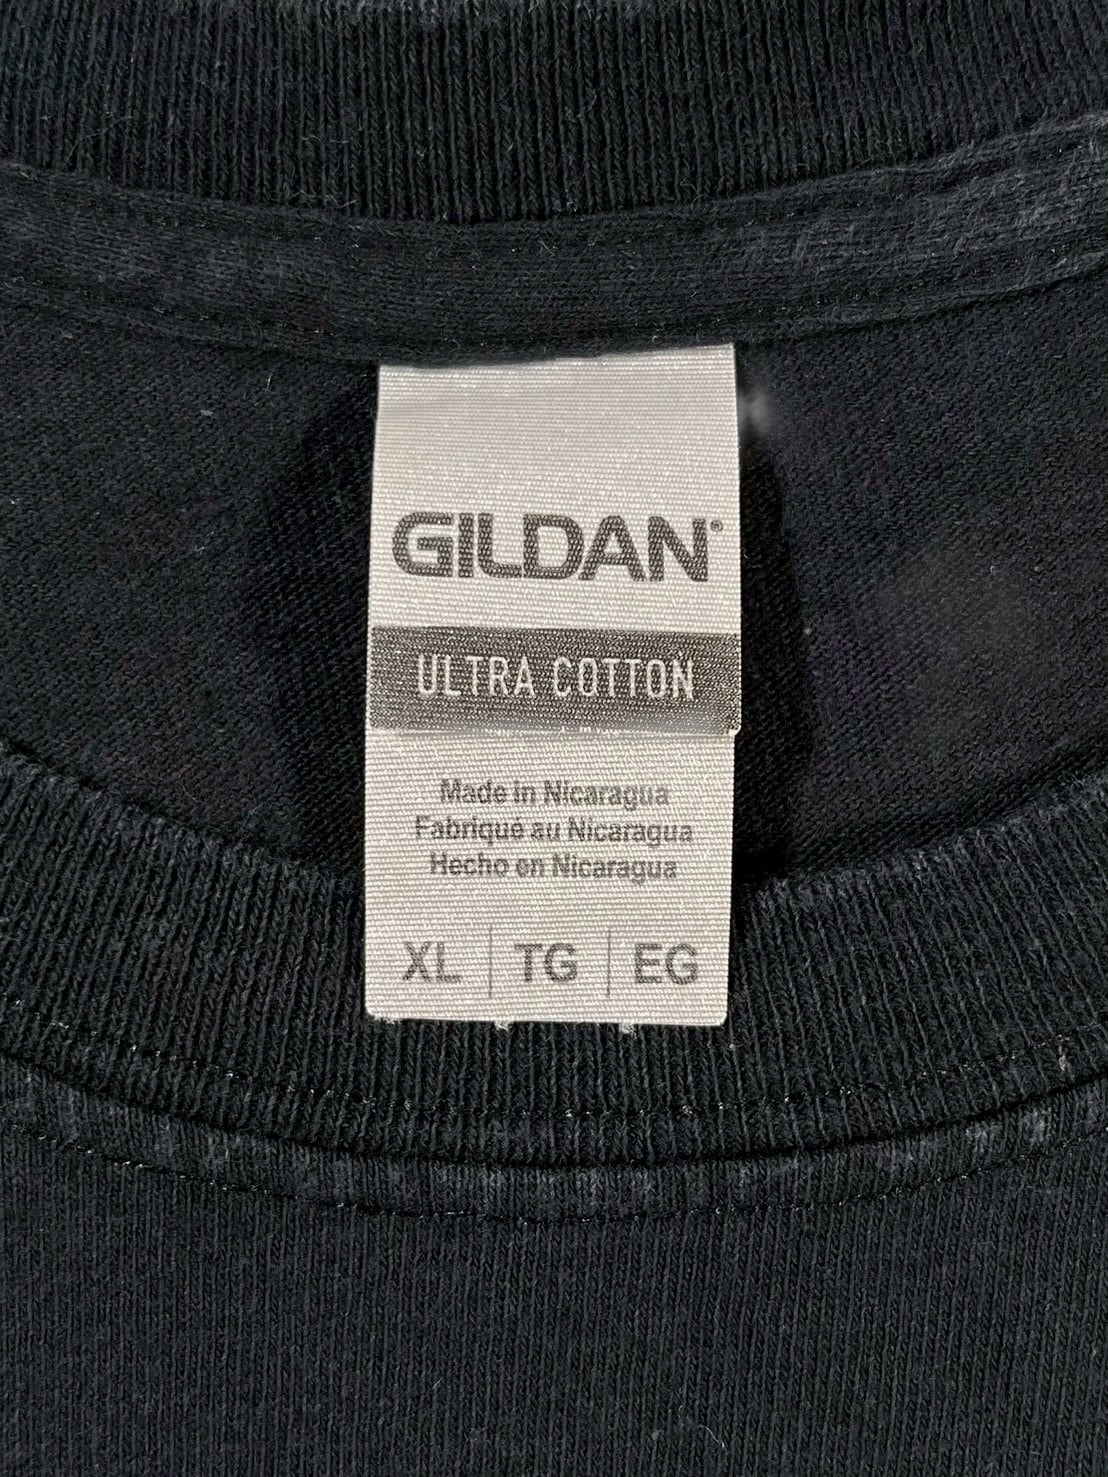 GILDAN®
ULTRA COTTON
Made in Nicaragua
Fabriqué au Nicaragua
Hecho en Nicaragua
XL | TG | EG